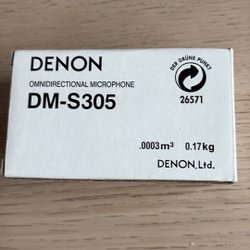 DENON
OMNIDIRECTIONAL MICROPHONE
DM-S305
DER GRÜNE PUNKT
26571
.0003m³ 0.17kg
DENON,Ltd.